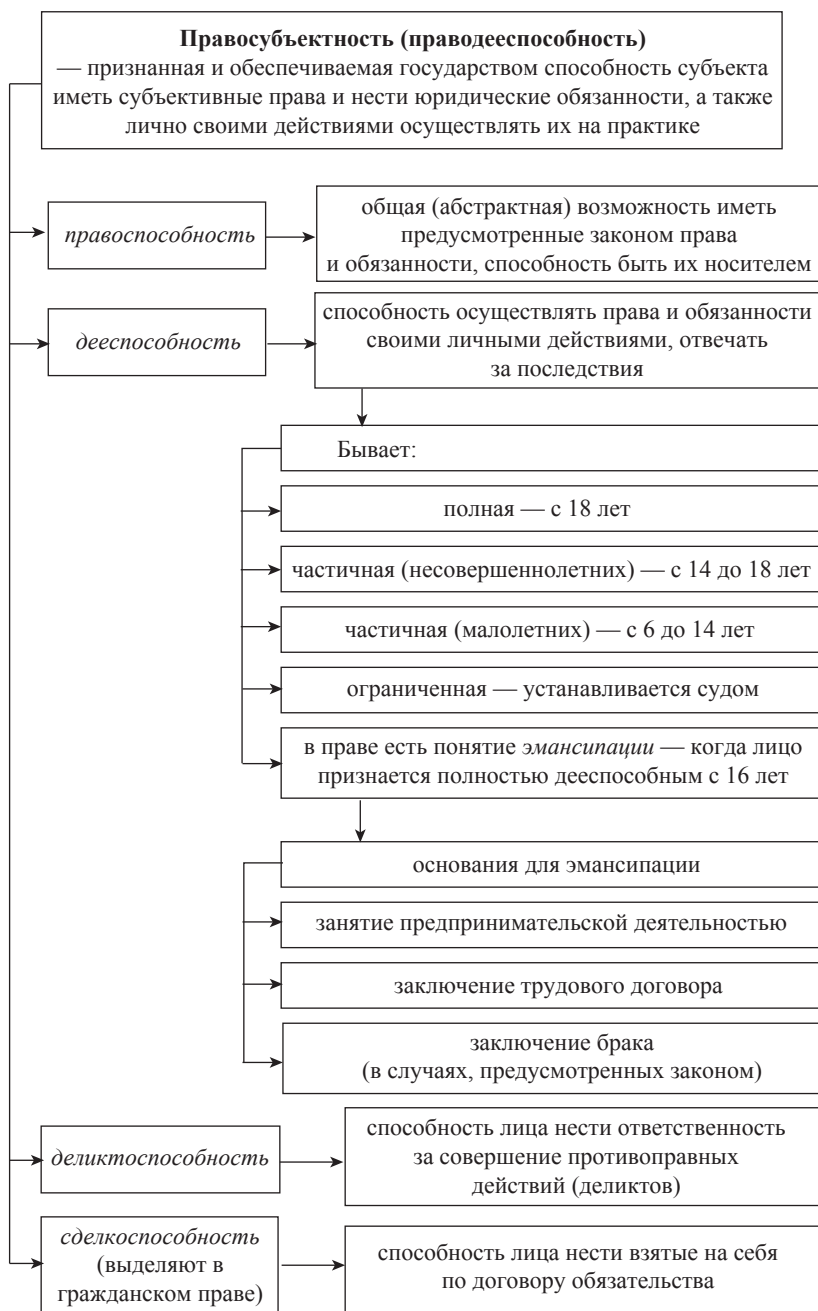 Правосубъектность (праводееспособность)
— признанная и обеспечиваемая государством способность субъекта
иметь субъективные права и нести юридические обязанности, а также
лично своими действиями осуществлять их на практике
правоспособность
общая (абстрактная) возможность иметь
предусмотренные законом права
и обязанности, способность быть их носителем
дееспособность
способность осуществлять права и обязанности
своими личными действиями, отвечать
за последствия
Бывает:
полная — с 18 лет
частичная (несовершеннолетних) — с 14 до 18 лет
частичная (малолетних) — с 6 до 14 лет
ограниченная — устанавливается судом
в праве есть понятие эмансипации — когда лицо
признается полностью дееспособным с 16 лет
основания для эмансипации
занятие предпринимательской деятельностью
заключение трудового договора
заключение брака
(в случаях, предусмотренных законом)
деликтоспособность
способность лица нести ответственность
за совершение противоправных
действий (деликтов)
сделкоспособность
(выделяют в
гражданском праве)
способность лица нести взятые на себя
по договору обязательства